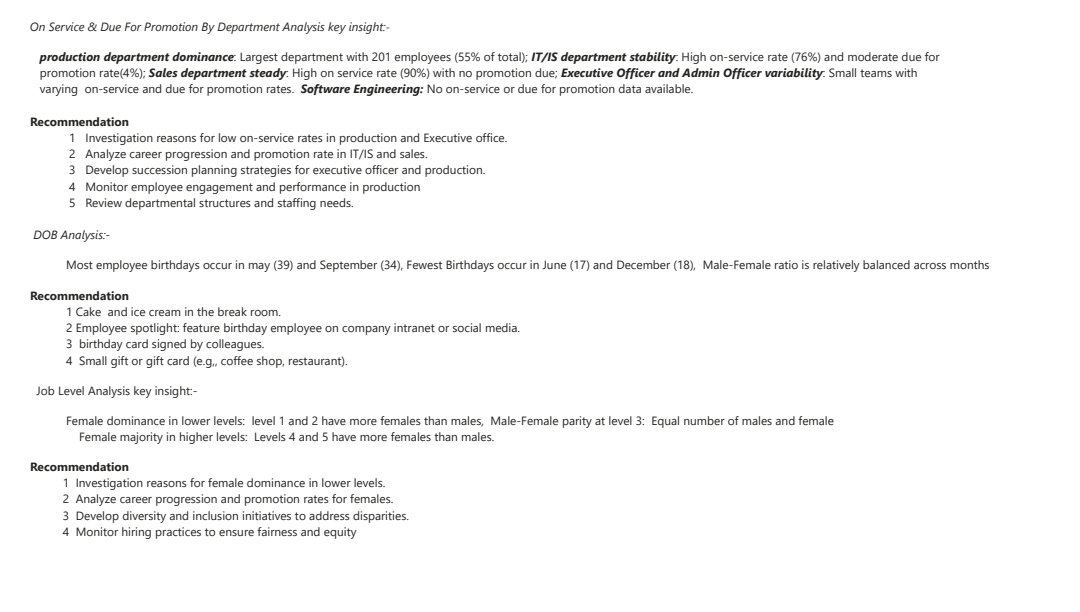 On Service & Due For Promotion By Department Analysis key insight:-
production department dominance: Largest department with 201 employees (55% of total); IT/IS department stability: High on-service rate (76%) and moderate due for
promotion rate(4%); Sales department steady: High on service rate (90%) with no promotion due; Executive Officer and Admin Officer variability: Small teams with
varying on-service and due for promotion rates. Software Engineering: No on-service or due for promotion data available.
Recommendation
1 Investigation reasons for low on-service rates in production and Executive office.
2 Analyze career progression and promotion rate in IT/IS and sales.
3 Develop succession planning strategies for executive officer and production.
4 Monitor employee engagement and performance in production
5 Review departmental structures and staffing needs.
DOB Analysis:-
Most employee birthdays occur in may (39) and September (34), Fewest Birthdays occur in June (17) and December (18), Male-Female ratio is relatively balanced across months
Recommendation
1 Cake and ice cream in the break room.
2 Employee spotlight: feature birthday employee on company intranet or social media.
3 birthday card signed by colleagues.
4 Small gift or gift card (e.g,, coffee shop, restaurant).
Job Level Analysis key insight:-
Female dominance in lower levels: level 1 and 2 have more females than males, Male-Female parity at level 3: Equal number of males and female
Female majority in higher levels: Levels 4 and 5 have more females than males.
Recommendation
1 Investigation reasons for female dominance in lower levels.
2 Analyze career progression and promotion rates for females.
3 Develop diversity and inclusion initiatives to address disparities.
4 Monitor hiring practices to ensure fairness and equity